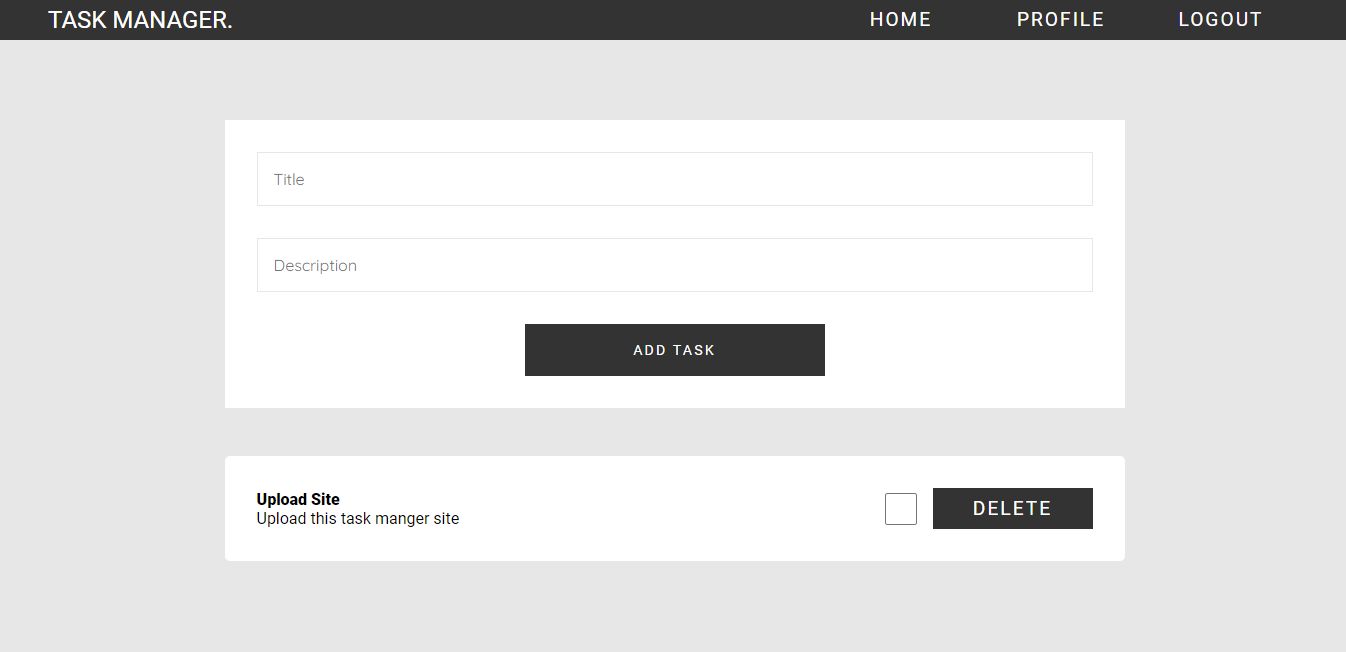 TASK MANAGER.
HOME PROFILE LOGOUT
Title
Description
ADD TASK
Upload Site
Upload this task manger site
DELETE